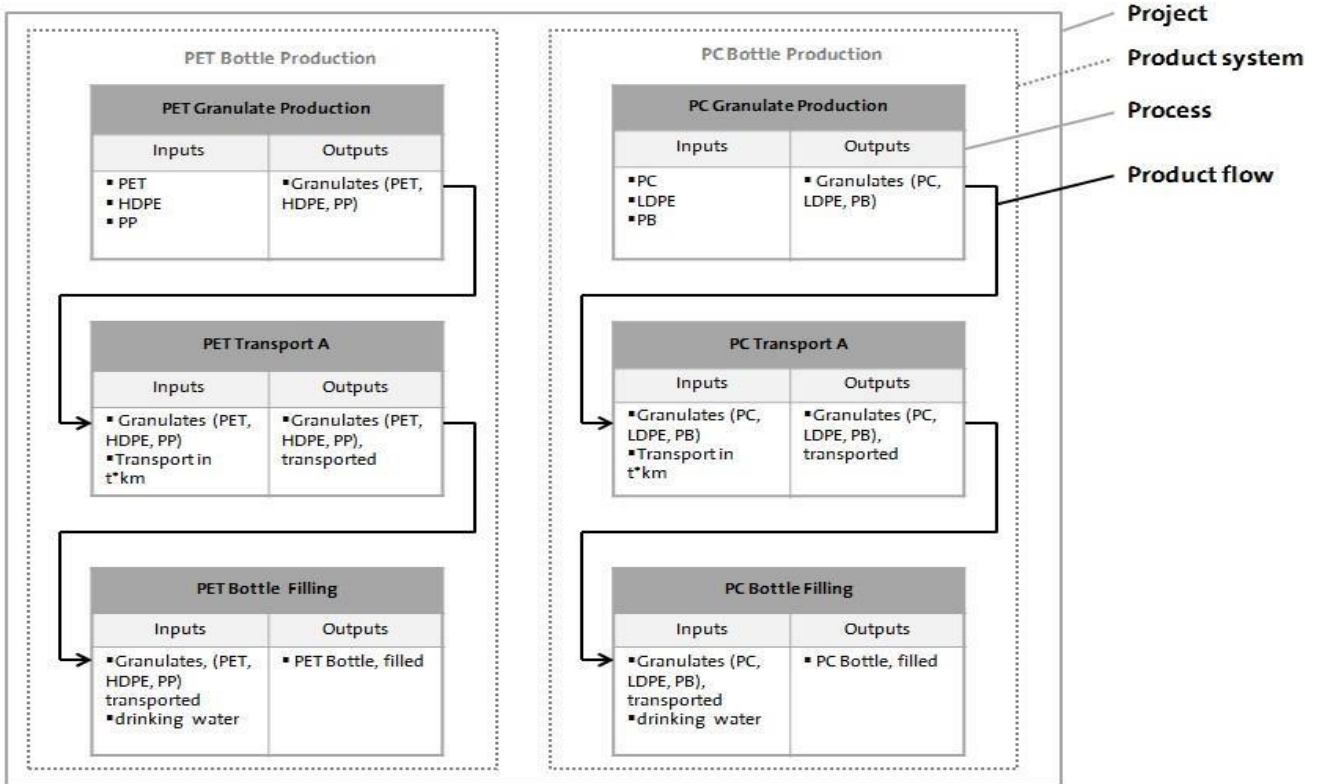 Project
Product system
Process
Product flow
PET Bottle Production
PET Granulate Production
Inputs
Outputs
▪ PET
▪ HDPE
▪ PP
▪Granulates (PET,
HDPE, PP)
PET Transport A
Inputs
Outputs
▪ Granulates (PET,
HDPE, PP)
▪Transport in
t*km
▪Granulates (PET,
HDPE, PP),
transported
PET Bottle Filling
Inputs
Outputs
▪Granulates, (PET,
HDPE, PP)
transported
▪drinking water
▪ PET Bottle, filled
PC Bottle Production
PC Granulate Production
Inputs
Outputs
▪PC
▪LDPE
▪PB
▪ Granulates (PC,
LDPE, PB)
PC Transport A
Inputs
Outputs
▪Granulates (PC,
LDPE, PB)
▪Transport in
t*km
▪Granulates (PC,
LDPE, PB),
transported
PC Bottle Filling
Inputs
Outputs
▪Granulates (PC,
LDPE, PB),
transported
▪drinking water
▪ PC Bottle, filled